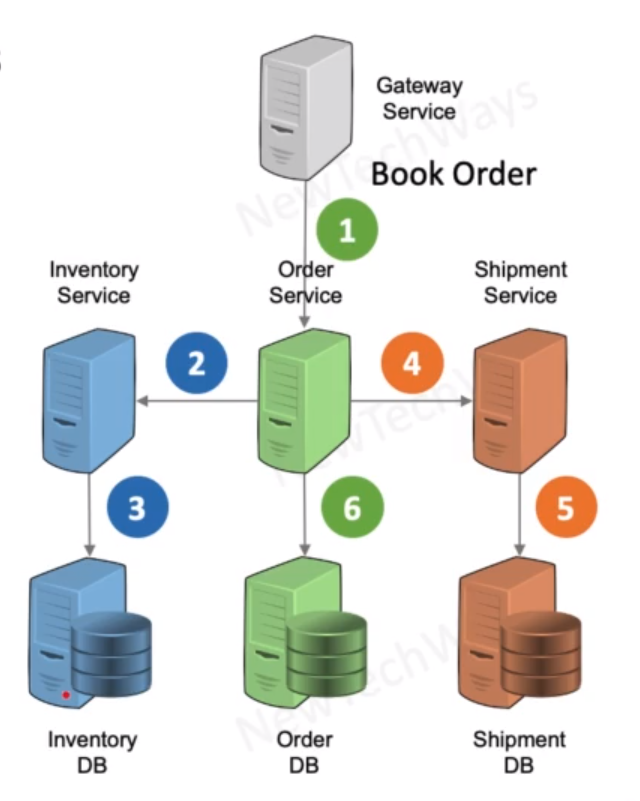 Gateway
Service
NewTechWays
Book Order
1
Inventory
Service
Order
Service
Shipment
Service
2
4
3
6
5
Inventory
DB
Order
DB
Shipment
DB